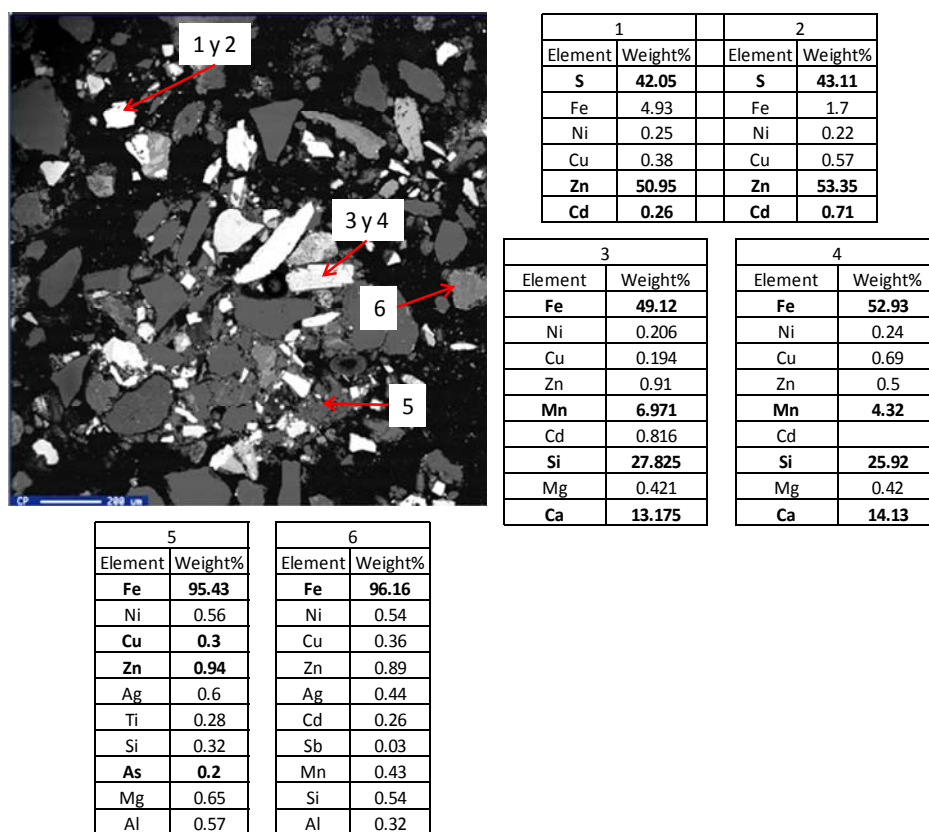 1 y 2
3 y 4
6
5
CP 200 um
1 2
Element Weight% Element Weight%
S 42.05 S 43.11
Fe 4.93 Fe 1.7
Ni 0.25 Ni 0.22
Cu 0.38 Cu 0.57
Zn 50.95 Zn 53.35
Cd 0.26 Cd 0.71
3
Element Weight%
Fe 49.12
Ni 0.206
Cu 0.194
Zn 0.91
Mn 6.971
Cd 0.816
Si 27.825
Mg 0.421
Ca 13.175
4
Element Weight%
Fe 52.93
Ni 0.24
Cu 0.69
Zn 0.5
Mn 4.32
Cd
Si 25.92
Mg 0.42
Ca 14.13
5
Element Weight%
Fe 95.43
Ni 0.56
Cu 0.3
Zn 0.94
Ag 0.6
Ti 0.28
Si 0.32
As 0.2
Mg 0.65
Al 0.57
6
Element Weight%
Fe 96.16
Ni 0.54
Cu 0.36
Zn 0.89
Ag 0.44
Cd 0.26
Sb 0.03
Mn 0.43
Si 0.54
Al 0.32